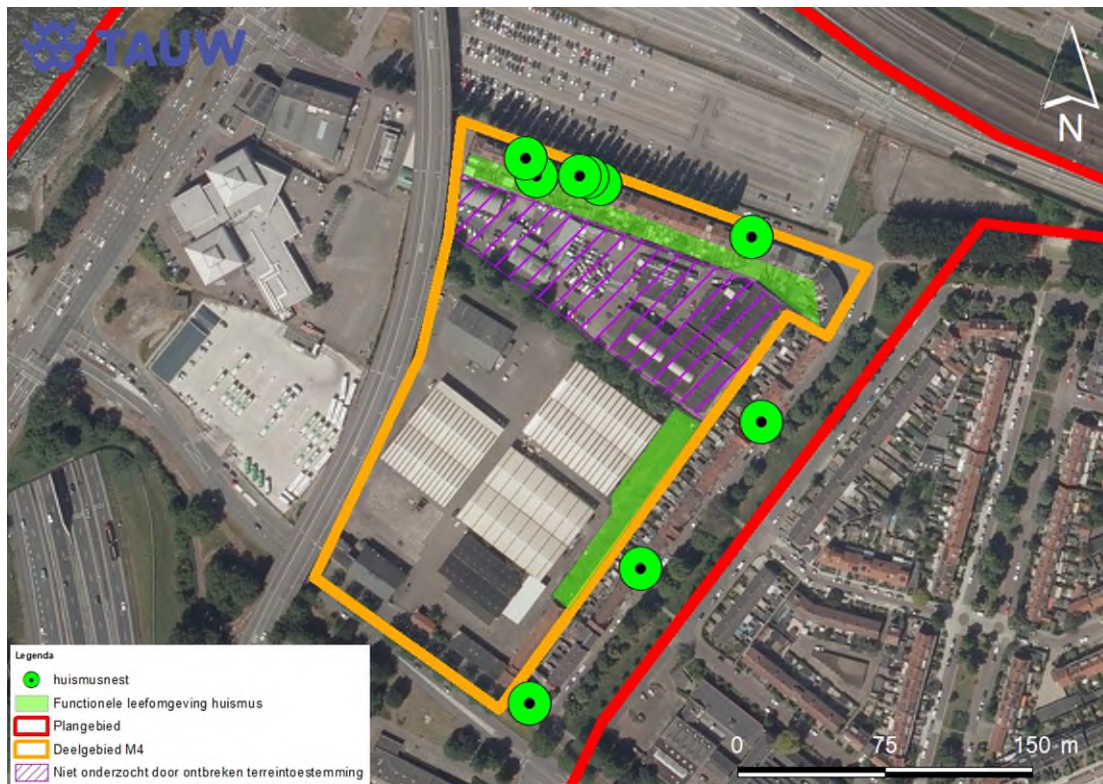 TAUW
N
Legenda
huismusnest
Functionele leefomgeving huismus
Plangebied
Deelgebied M4
Niet onderzocht door ontbreken terreintoestemming
0 75 150 m